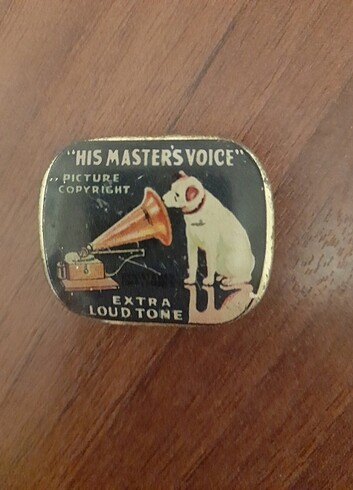 "HIS MASTER'S VOICE"
PICTURE
COPYRIGHT
EXTRA
LOUD TONE